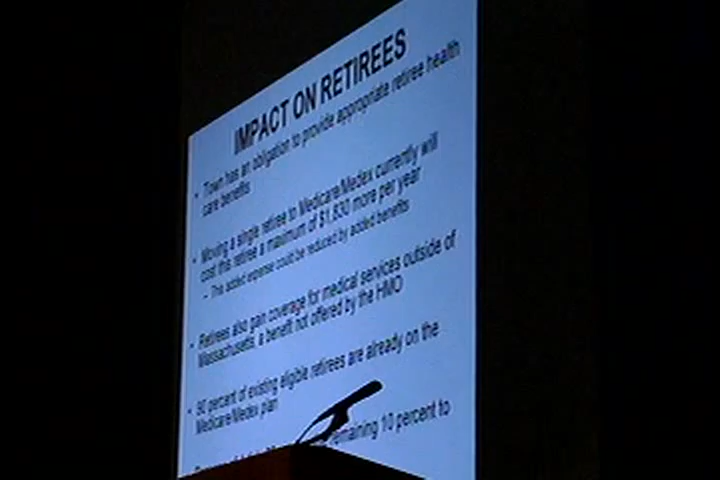 IMPACT ON RETIREES
• Town has an obligation to provide appropriate retiree health
care benefits
• Moving a single retiree to Medicare/Medex currently will
cost this retiree a maximum of $1,830 more per year
– This added expense could be reduced by added benefits
• Retirees also gain coverage for medical services outside of
Massachusetts, a benefit not offered by the HMO
• 90 percent of existing eligible retirees are already on the
Medicare/Medex plan
remaining 10 percent to